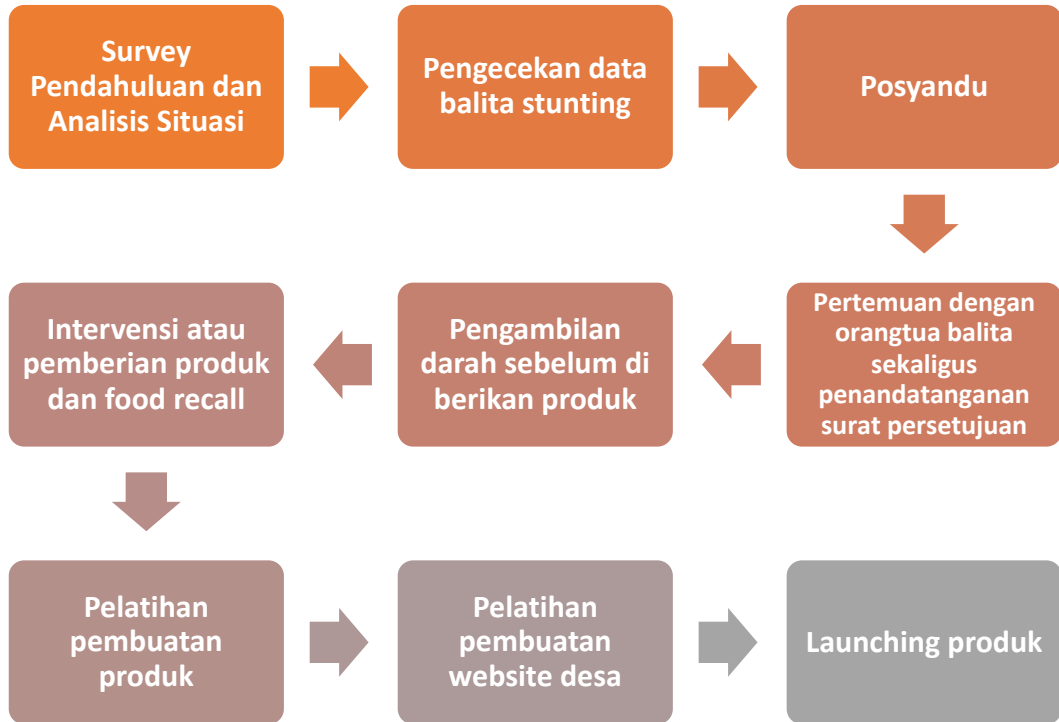 Survey
Pendahuluan dan
Analisis Situasi
Pengecekan data
balita stunting
Posyandu
Pertemuan dengan
orangtua balita
sekaligus
penandatanganan
surat persetujuan
Pengambilan
darah sebelum di
berikan produk
Intervensi atau
pemberian produk
dan food recall
Pelatihan
pembuatan
produk
Pelatihan
pembuatan
website desa
Launching produk